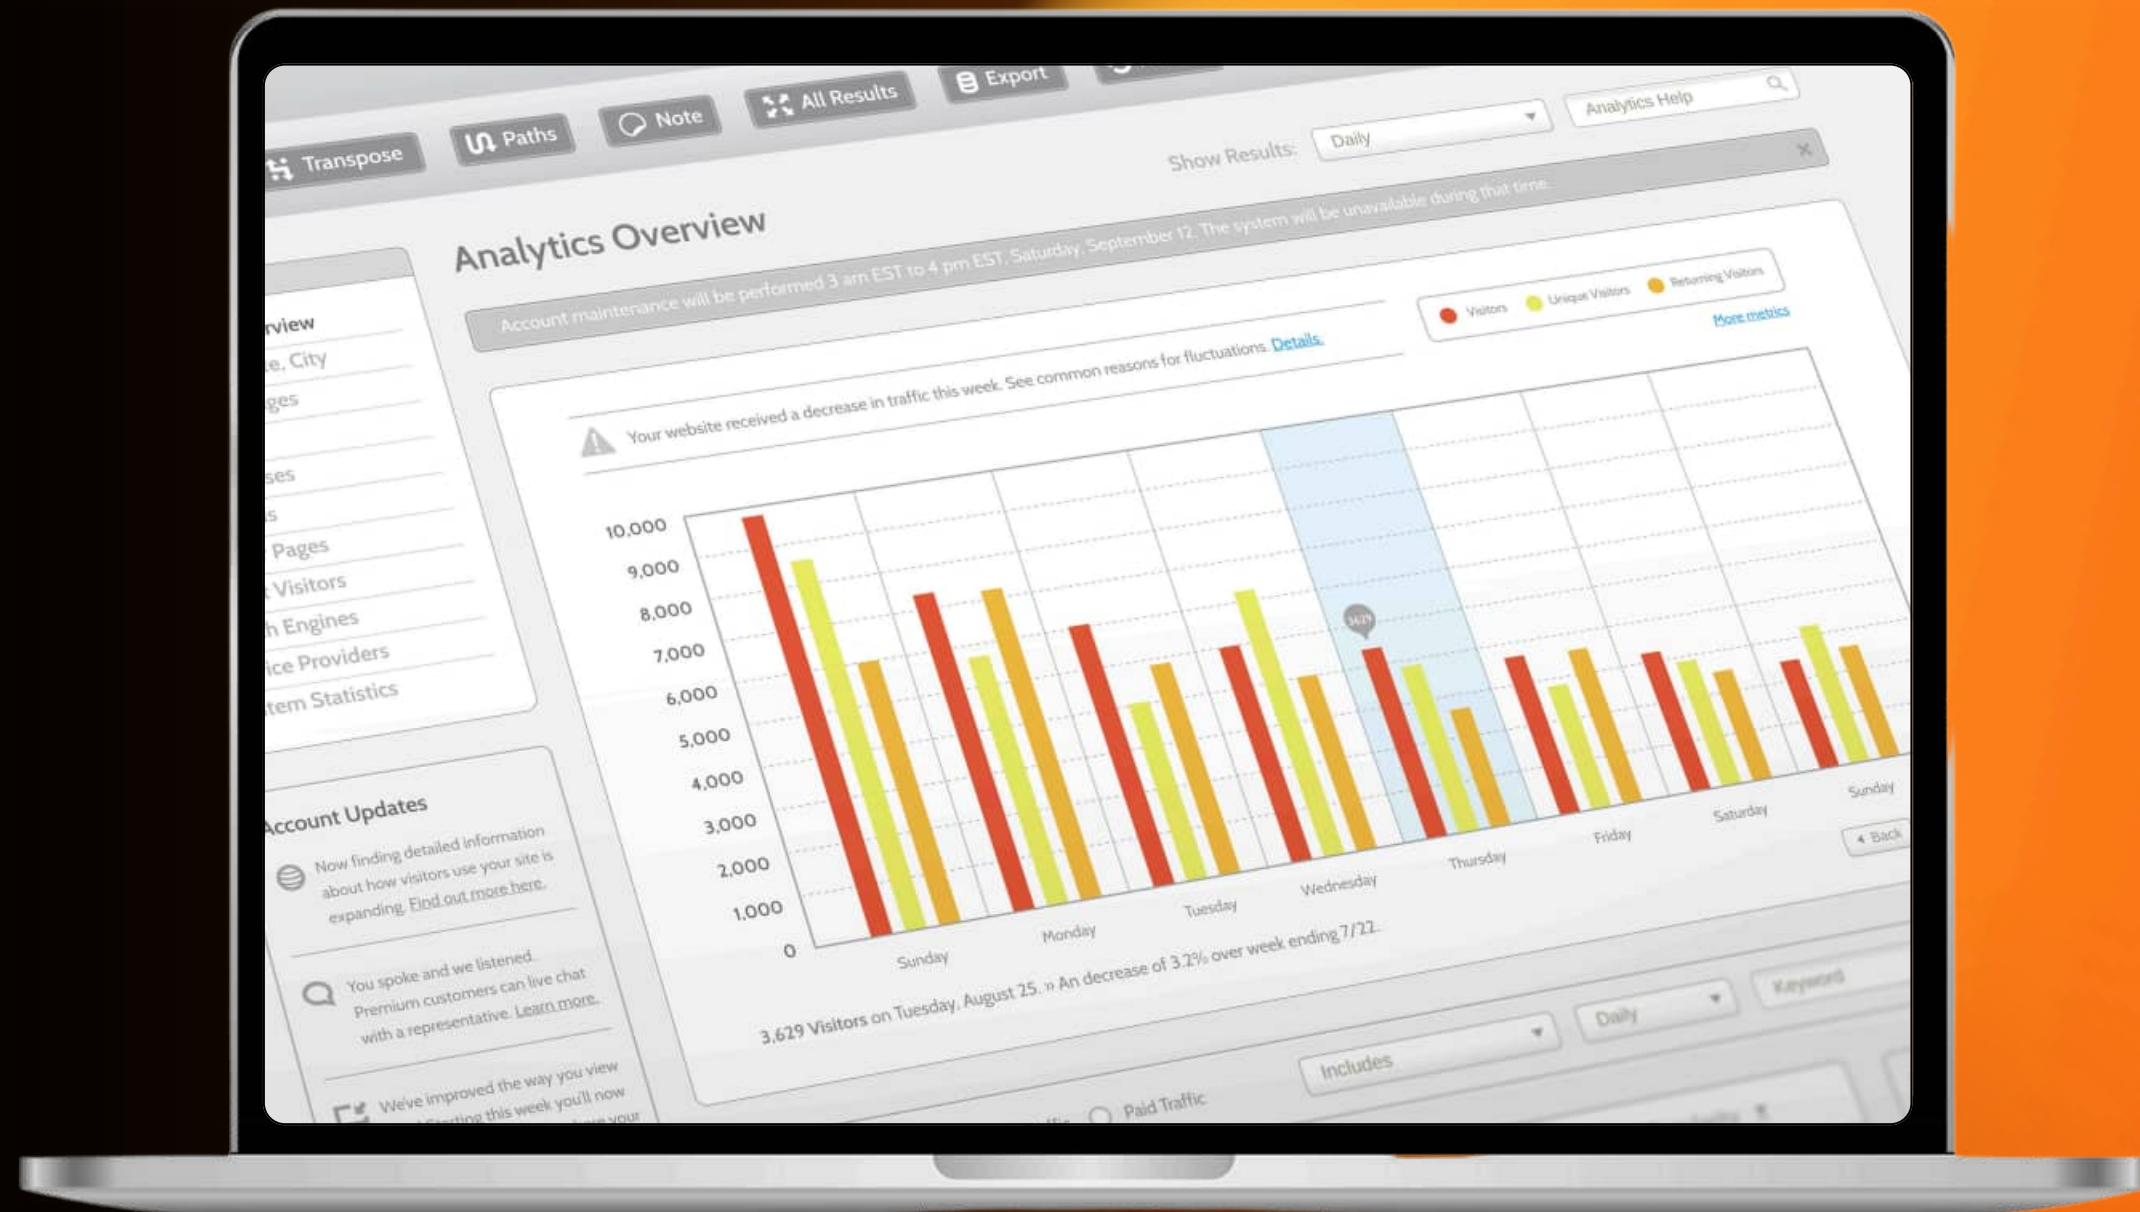 Transpose
Paths
Note
All Results
Export
Analytics Overview
Show Results:
Daily
Analytics Help
Account maintenance will be performed 3 am EST to 4 pm EST, Saturday, September 12. The system will be unavailable during that time.
Visitors
Unique Visitors
Returning Visitors
More metrics
Your website received a decrease in traffic this week. See common reasons for fluctuations. Details.
rview
e, City
ges
ses
s
Pages
t Visitors
h Engines
ice Providers
tem Statistics
10,000
9,000
8,000
7,000
6,000
5,000
4,000
3,000
2,000
1,000
0
3629
Sunday
Monday
Tuesday
Wednesday
Thursday
Friday
Saturday
Sunday
Back
3,629 Visitors on Tuesday, August 25. » An decrease of 3.2% over week ending 7/22.
Account Updates
Now finding detailed information
about how visitors use your site is
expanding. Find out more here.
You spoke and we listened.
Premium customers can live chat
with a representative. Learn more.
We've improved the way you view
Starting this week you'll now
your
Paid Traffic
Includes
Daily
Keyword